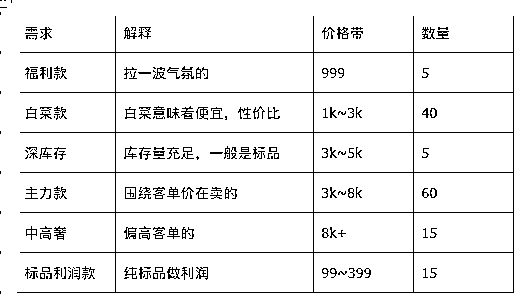 需求 解释 价格带 数量
福利款 拉一波气氛的 999 5
白菜款 白菜意味着便宜，性价比 1k~3k 40
深库存 库存量充足，一般是标品 3k~5k 5
主力款 围绕客单价在卖的 3k~8k 60
中高奢 偏高客单的 8k+ 15
标品利润款 纯标品做利润 99~399 15